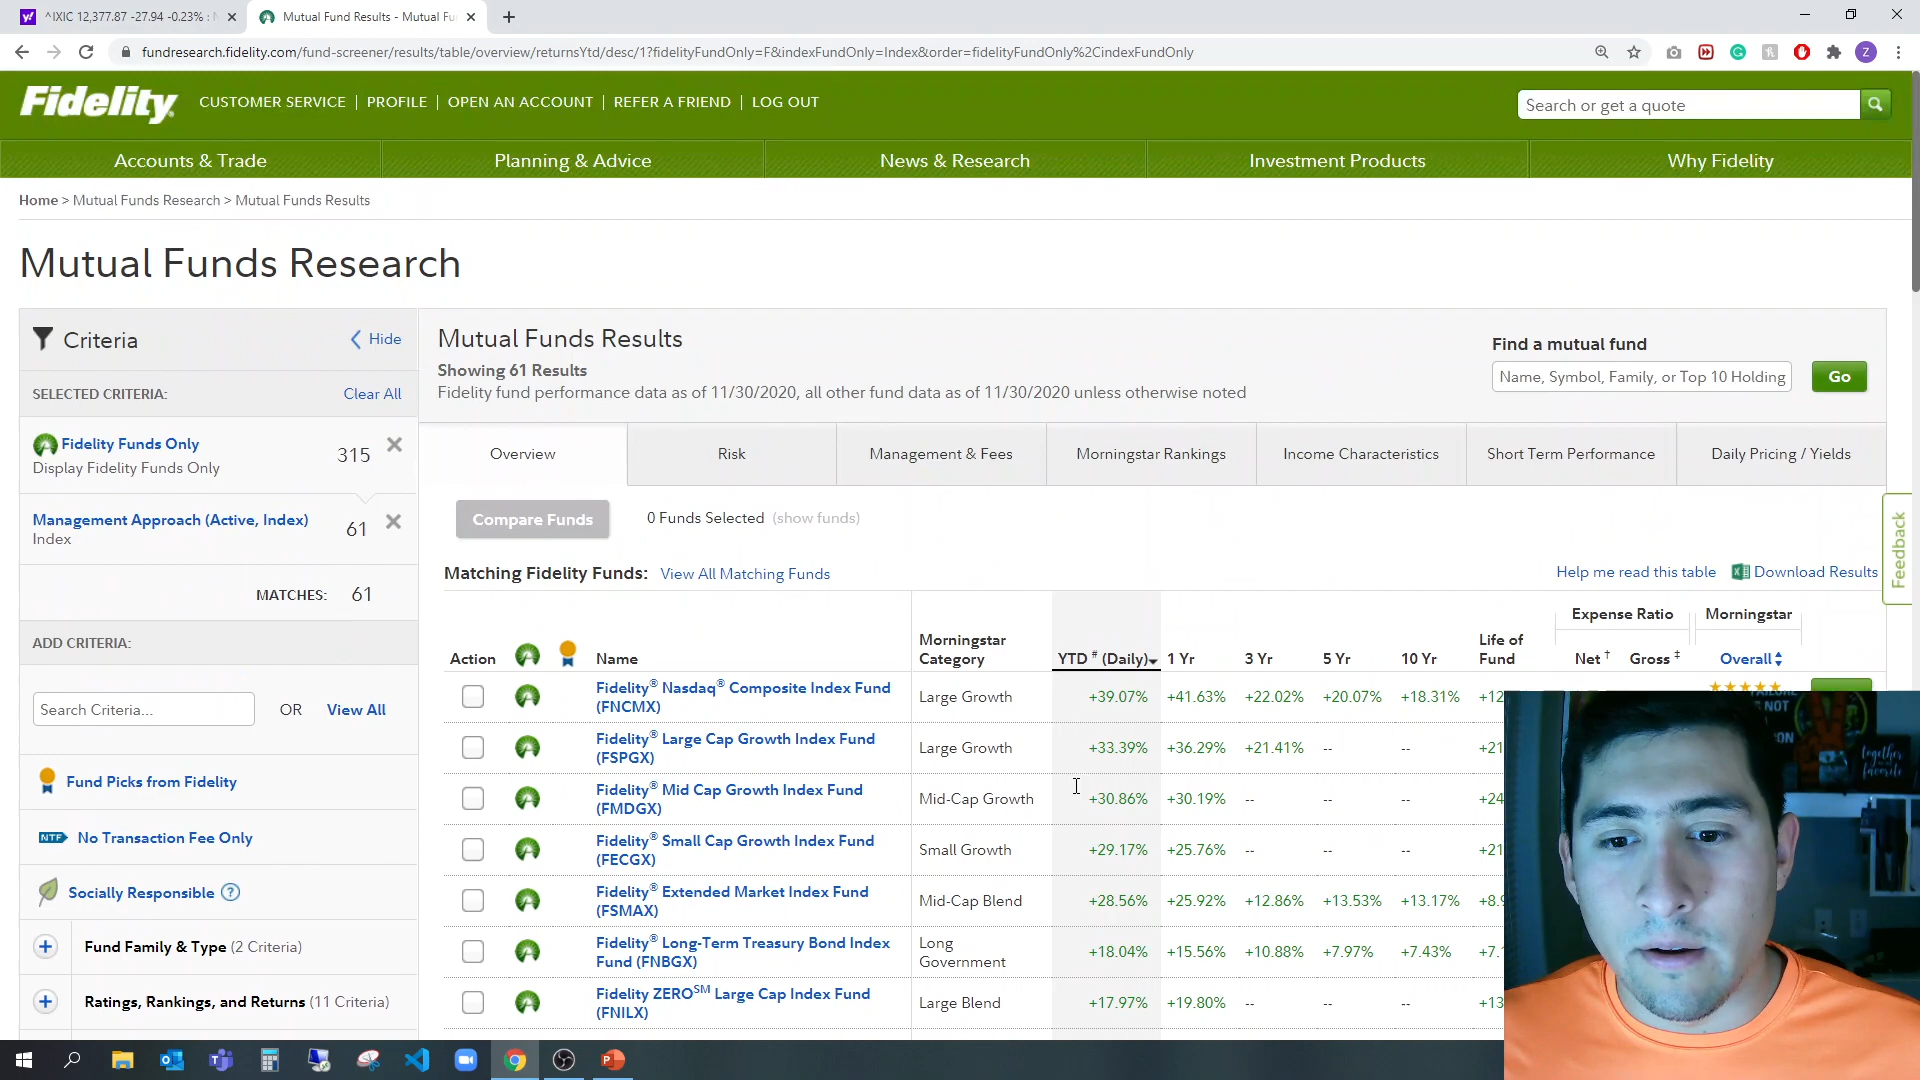 ^IXIC 12,377.87 -27.94 -0.23% :
Mutual Fund Results - Mutual Fu
fundresearch.fidelity.com/fund-screener/results/table/overview/returnsYtd/desc/1?fidelityFundOnly=F&indexFundOnly=Index&order=fidelityFundOnly%2CindexFundOnly
Z
Fidelity
CUSTOMER SERVICE | PROFILE | OPEN AN ACCOUNT | REFER A FRIEND | LOG OUT
Search or get a quote
Accounts & Trade
Planning & Advice
News & Research
Investment Products
Why Fidelity
Home > Mutual Funds Research > Mutual Funds Results
Mutual Funds Research
Criteria
Hide
SELECTED CRITERIA:
Clear All
Fidelity Funds Only
Display Fidelity Funds Only
315
Management Approach (Active, Index)
Index
61
MATCHES: 61
ADD CRITERIA:
Search Criteria...
OR
View All
Fund Picks from Fidelity
NTF No Transaction Fee Only
Socially Responsible ?
Fund Family & Type (2 Criteria)
Ratings, Rankings, and Returns (11 Criteria)
Mutual Funds Results
Showing 61 Results
Fidelity fund performance data as of 11/30/2020, all other fund data as of 11/30/2020 unless otherwise noted
Find a mutual fund
Name, Symbol, Family, or Top 10 Holding
Go
Overview
Risk
Management & Fees
Morningstar Rankings
Income Characteristics
Short Term Performance
Daily Pricing / Yields
Feedback
Compare Funds
0 Funds Selected (show funds)
Matching Fidelity Funds: View All Matching Funds
Help me read this table
Download Results
Expense Ratio
Morningstar
Action
Name
Morningstar Category
YTD # (Daily)
1 Yr
3 Yr
5 Yr
10 Yr
Life of Fund
Net †
Gross ‡
Overall
Fidelity® Nasdaq® Composite Index Fund (FNCMX) Large Growth +39.07% +41.63% +22.02% +20.07% +18.31% +12
Fidelity® Large Cap Growth Index Fund (FSPGX) Large Growth +33.39% +36.29% +21.41% -- -- +21
Fidelity® Mid Cap Growth Index Fund (FMDGX) Mid-Cap Growth +30.86% +30.19% -- -- -- +24
Fidelity® Small Cap Growth Index Fund (FECGX) Small Growth +29.17% +25.76% -- -- -- +21
Fidelity® Extended Market Index Fund (FSMAX) Mid-Cap Blend +28.56% +25.92% +12.86% +13.53% +13.17% +8.9
Fidelity® Long-Term Treasury Bond Index Fund (FNBGX) Long Government +18.04% +15.56% +10.88% +7.97% +7.43% +7.
Fidelity ZERO℠ Large Cap Index Fund (FNILX) Large Blend +17.97% +19.80% -- -- -- +13
together
favorite